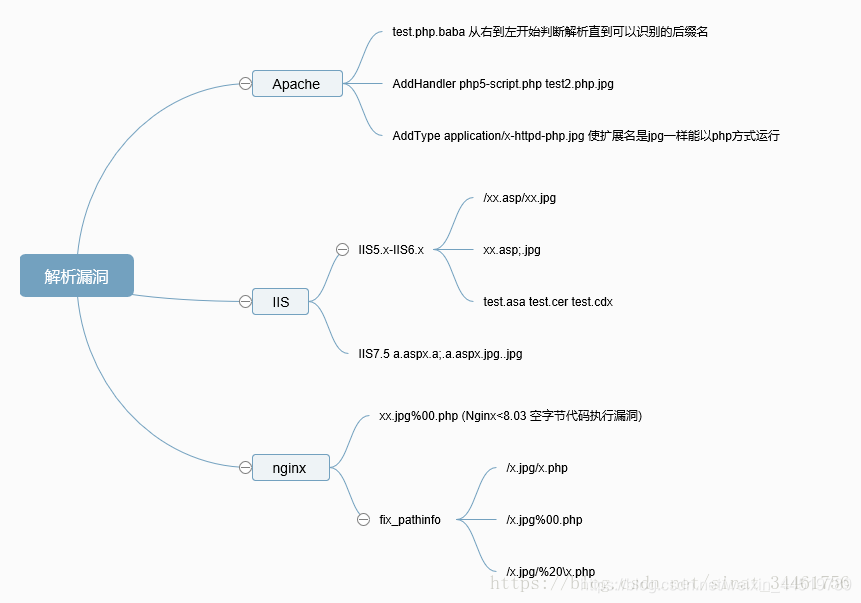 test.php.baba 从右到左开始判断解析直到可以识别的后缀名
Apache
AddHandler php5-script.php test2.php.jpg
AddType application/x-httpd-php.jpg 使扩展名是jpg一样能以php方式运行
/xx.asp/xx.jpg
IIS5.x-IIS6.x
xx.asp;.jpg
解析漏洞
IIS
test.asa test.cer test.cdx
IIS7.5 a.aspx.a;.a.aspx.jpg..jpg
xx.jpg%00.php (Nginx<8.03 空字节代码执行漏洞)
nginx
/x.jpg/x.php
fix_pathinfo
/x.jpg%00.php
/x.jpg/%20\x.php
https://blog.csdn.net/sinat_34461756